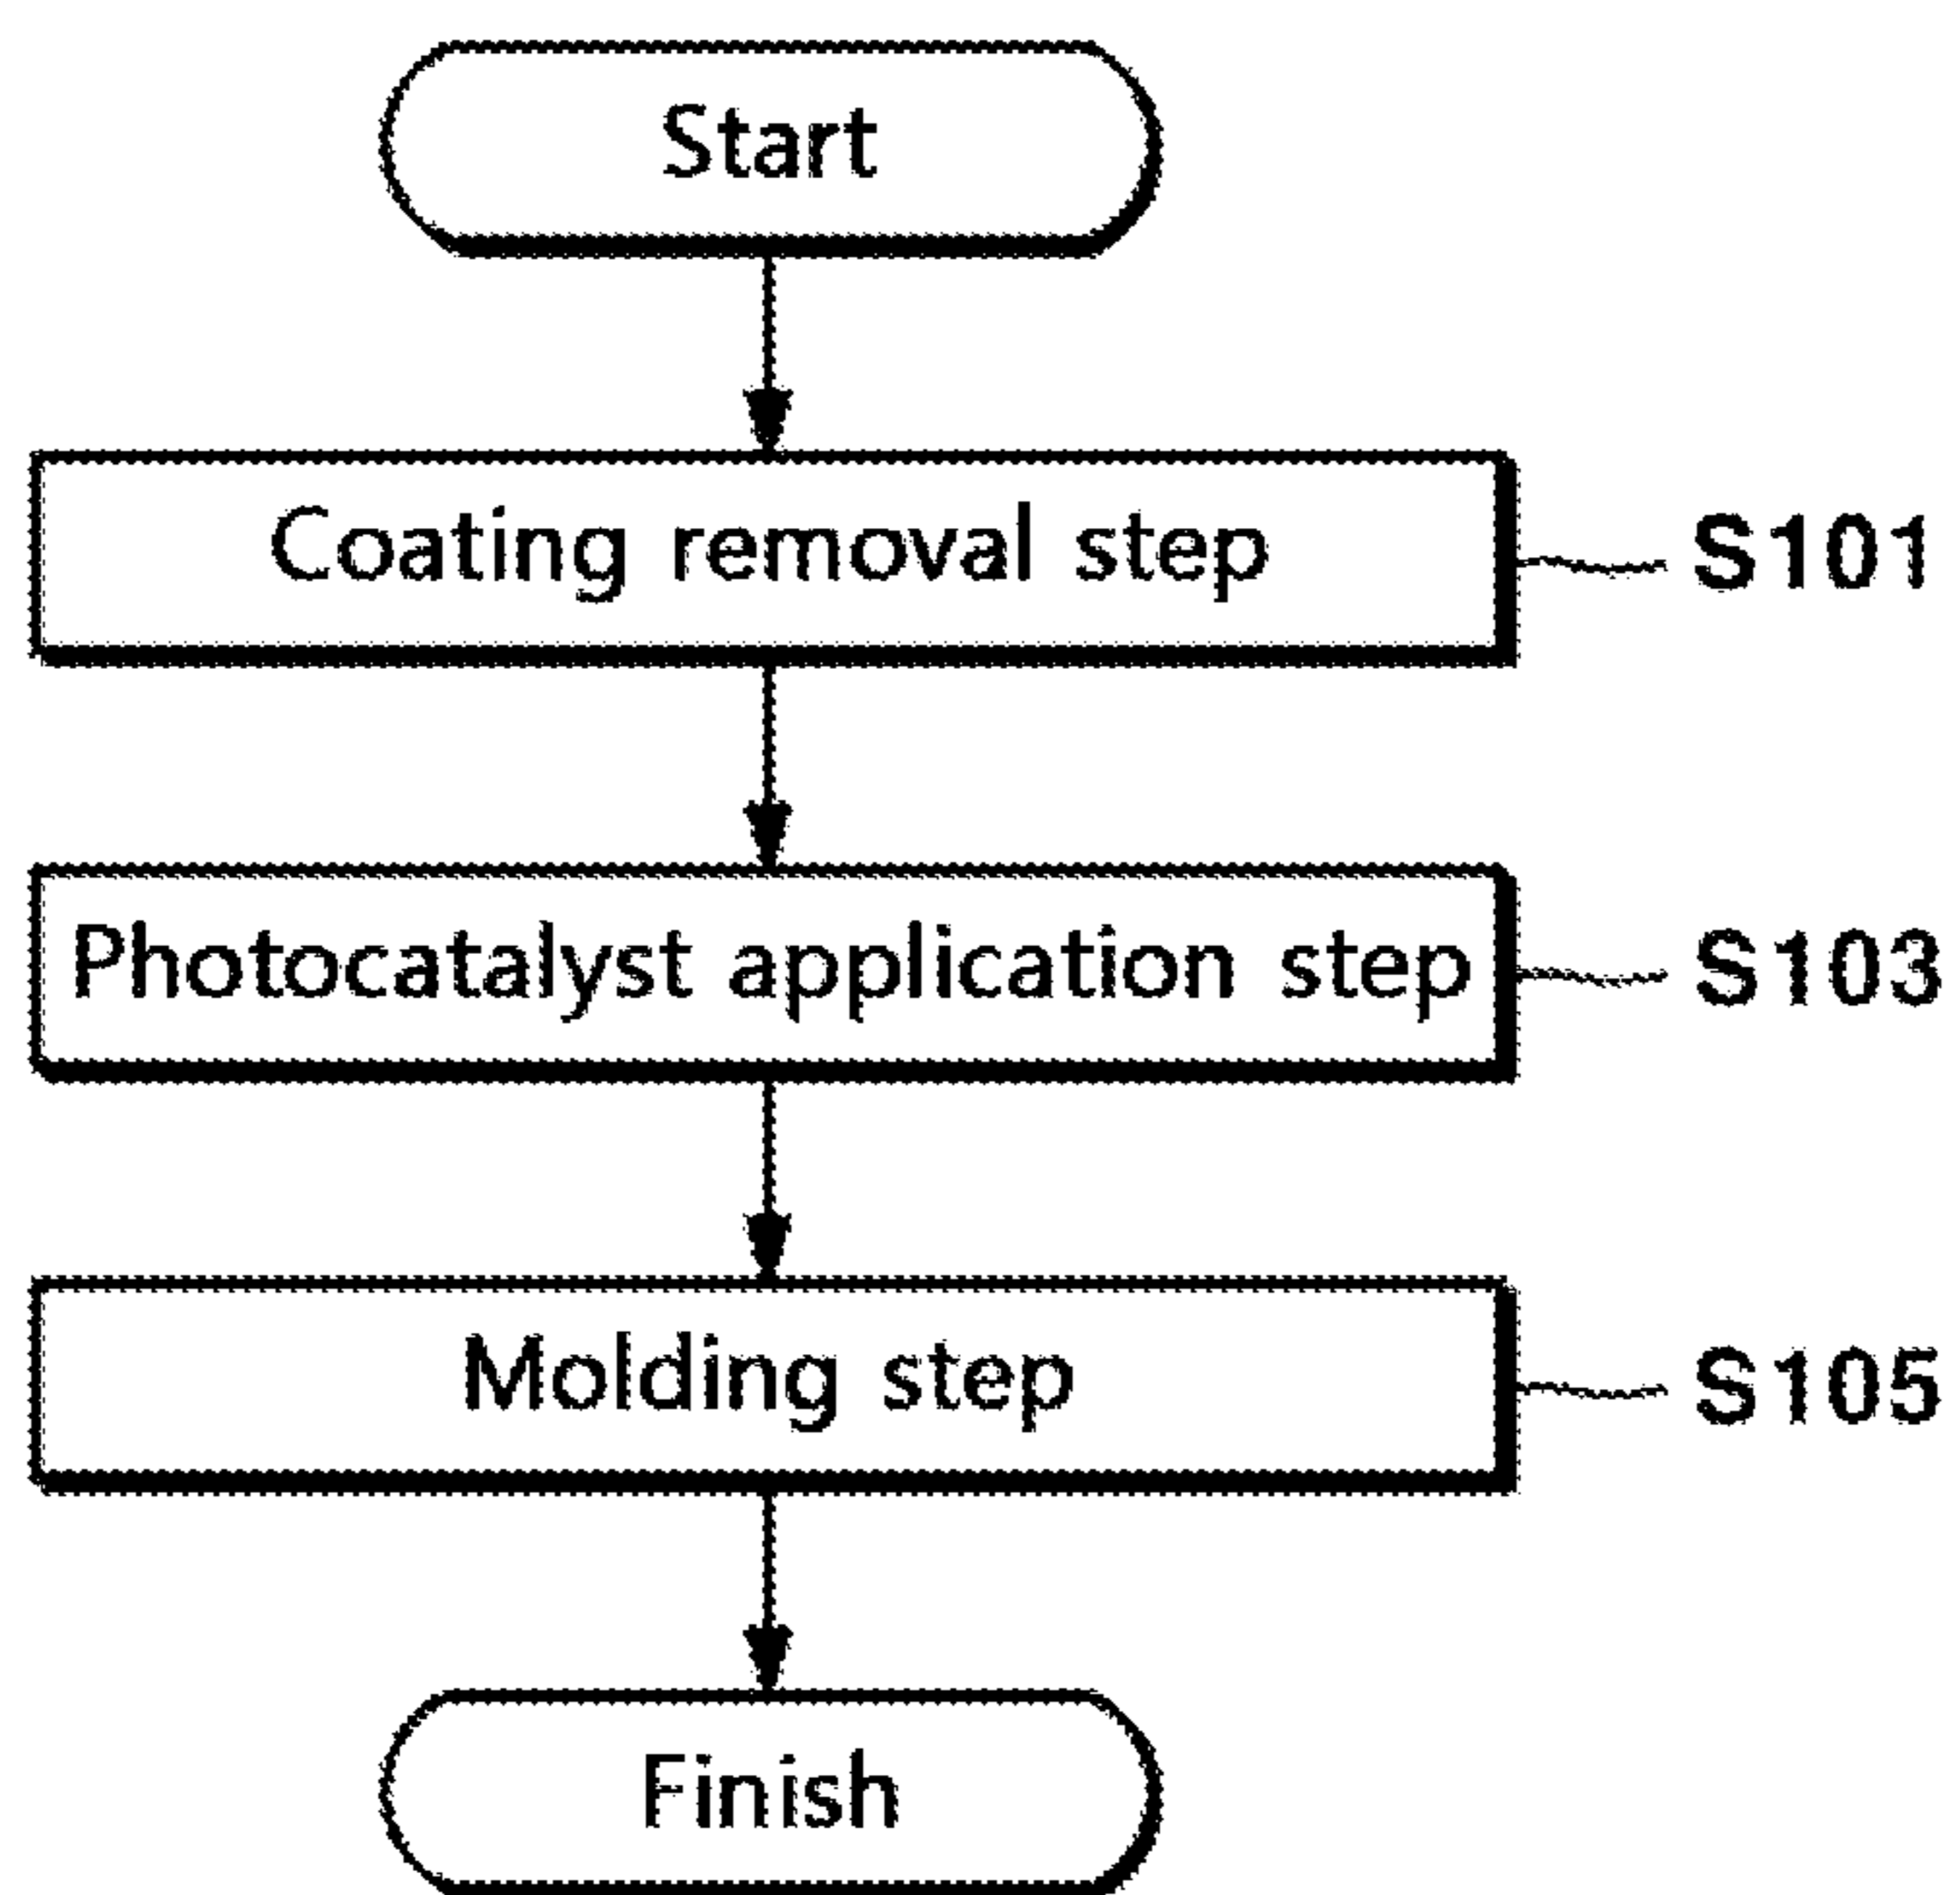 Start
Coating removal step S101
Photocatalyst application step S103
Molding step S105
Finish